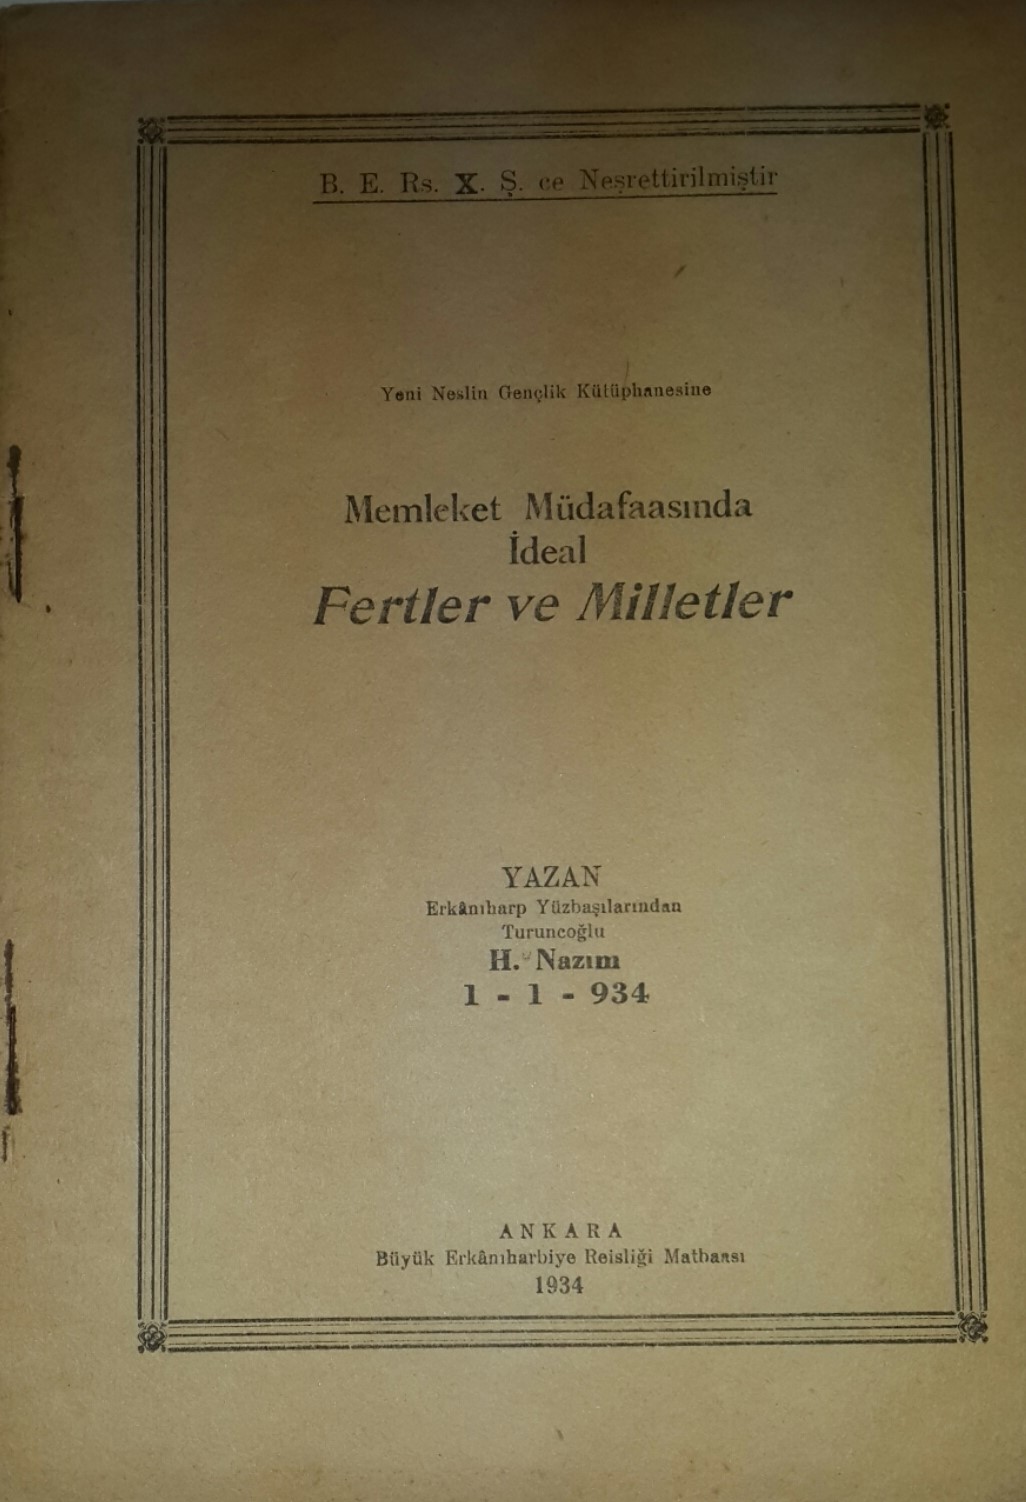 B. E. Rs. X. Ş. ce Neşrettirilmiştir
Yeni Neslin Gençlik Kütüphanesine
Memleket Müdafaasında
İdeal
Fertler ve Milletler
YAZAN
Erkânıharp Yüzbaşılarından
Turuncoğlu
H. Nazım
1 - 1 - 934
ANKARA
Büyük Erkânıharbiye Reisliği Matbaası
1934